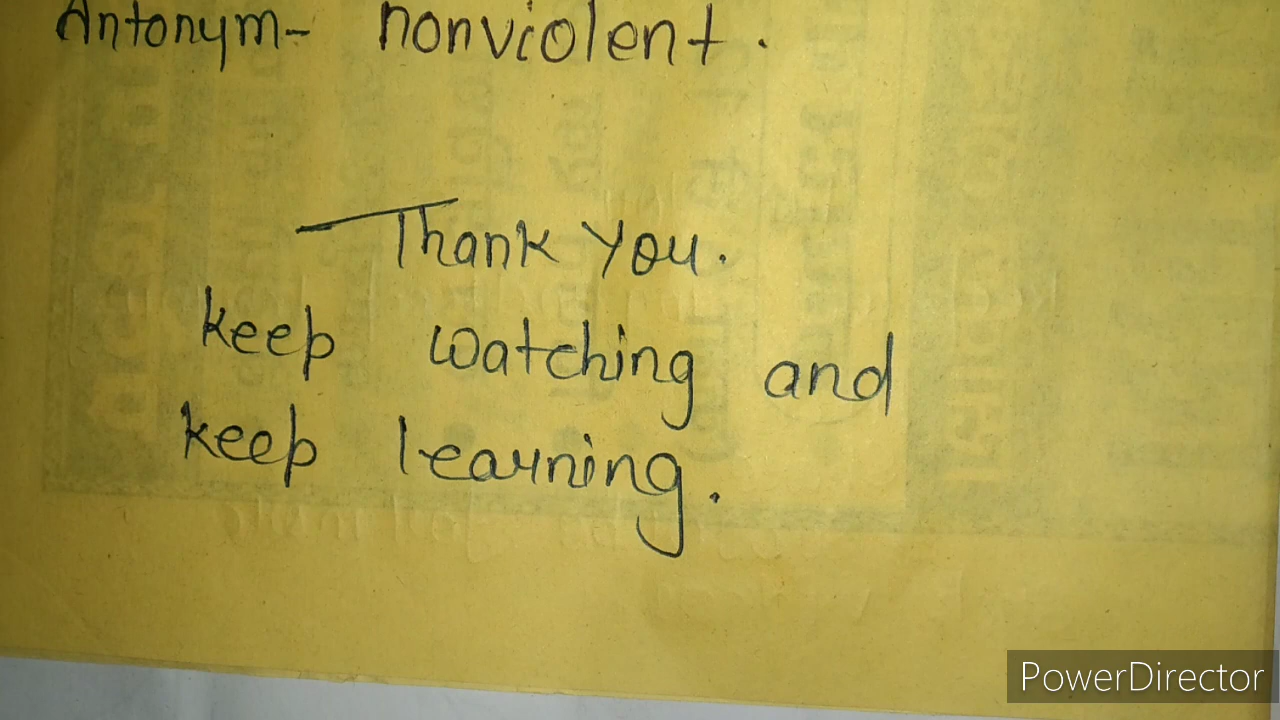 Antonym- nonviolent.
Thank you.
keep watching and
keep learning.
PowerDirector